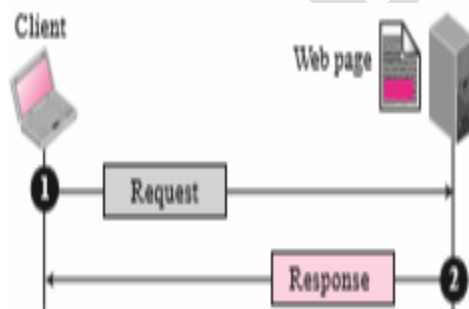 Client
Web page
1
Request
Response
2